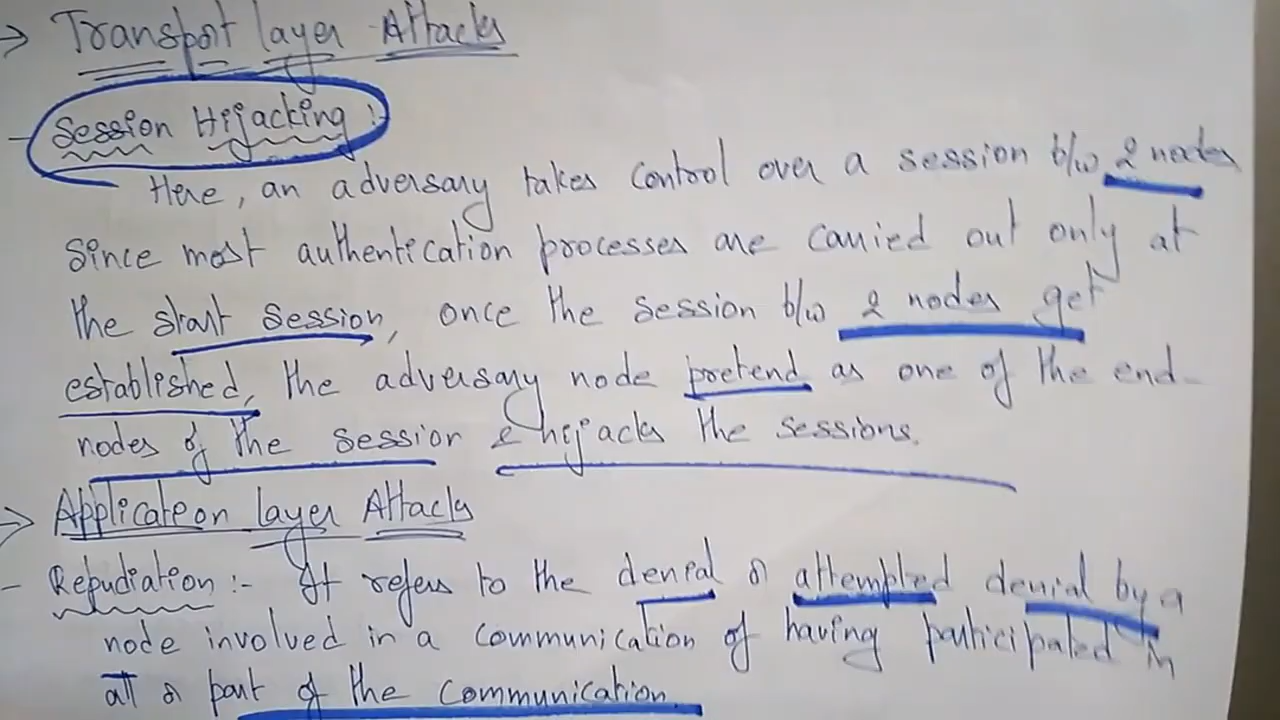 → Transport layer Attacks
- Session Hijacking :-
Here, an adversary takes control over a session b/w 2 nodes
Since most authentication processes are carried out only at
the start session, once the session b/w 2 nodes get
established, the adversary node pretend as one of the end-
nodes of the session & hijacks the sessions.
→ Application layer Attacks
- Repudiation :- It refers to the denial or attempted denial by a
node involved in a communication of having participated in
all or part of the communication.